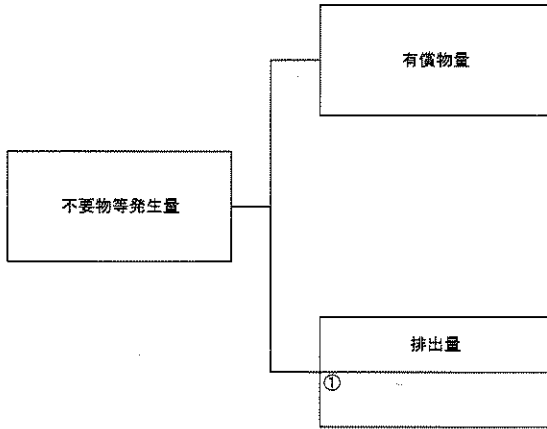 有償物量
不要物等発生量
排出量
①